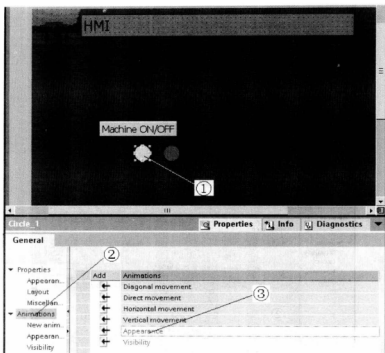 HMI
Machine ON/OFF
①
Circle_1
Properties
Info
Diagnostics
General
②
Properties
Appearan...
Layout
Miscellan...
Animations
New anim...
Appearan...
Visibility
Add Animations
Diagonal movement
Direct movement
Horizontal movement
Vertical movement
③
Appearance
Visibility